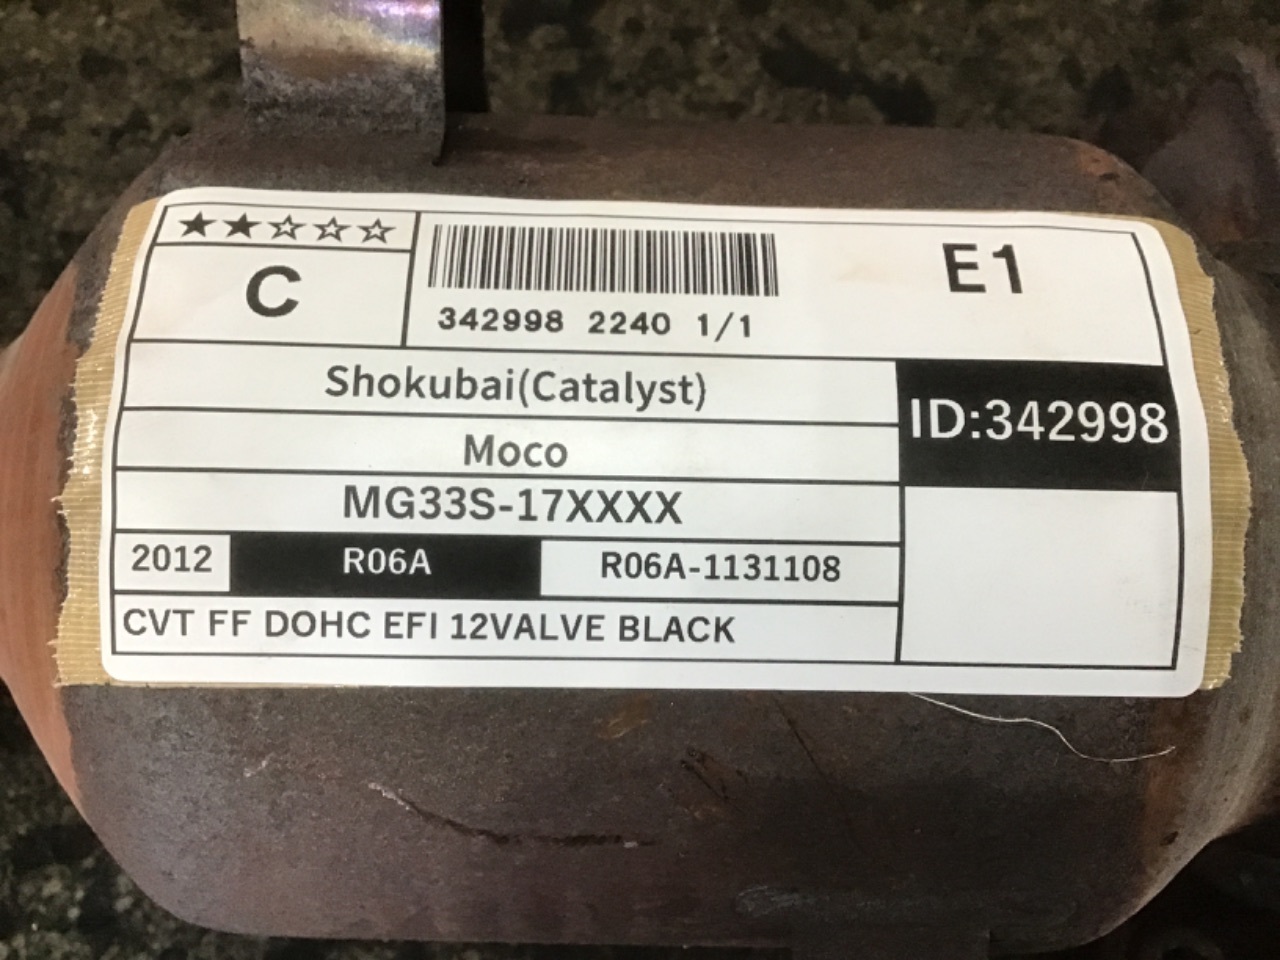 ★★☆☆☆
C
342998 2240 1/1
E1
Shokubai(Catalyst)
ID:342998
Moco
MG33S-17XXXX
2012 R06A R06A-1131108
CVT FF DOHC EFI 12VALVE BLACK